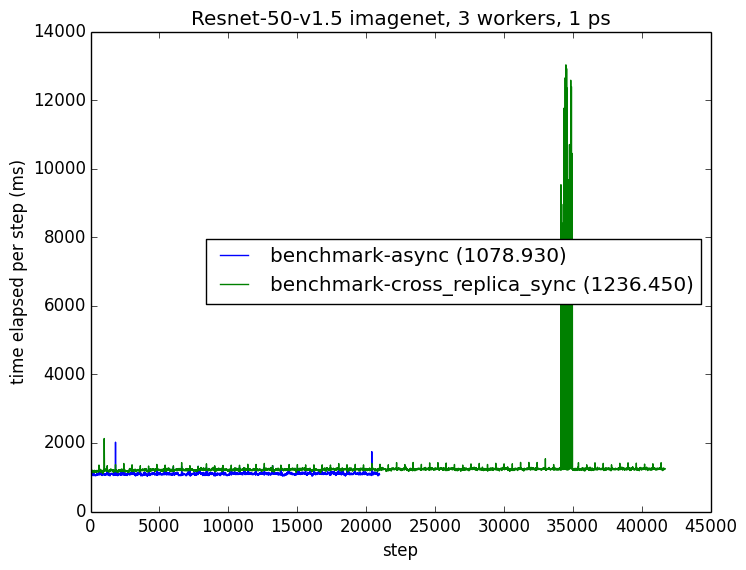 Resnet-50-v1.5 imagenet, 3 workers, 1 ps
14000
12000
10000
8000
6000
4000
2000
0
time elapsed per step (ms)
benchmark-async (1078.930)
benchmark-cross_replica_sync (1236.450)
0 5000 10000 15000 20000 25000 30000 35000 40000 45000
step